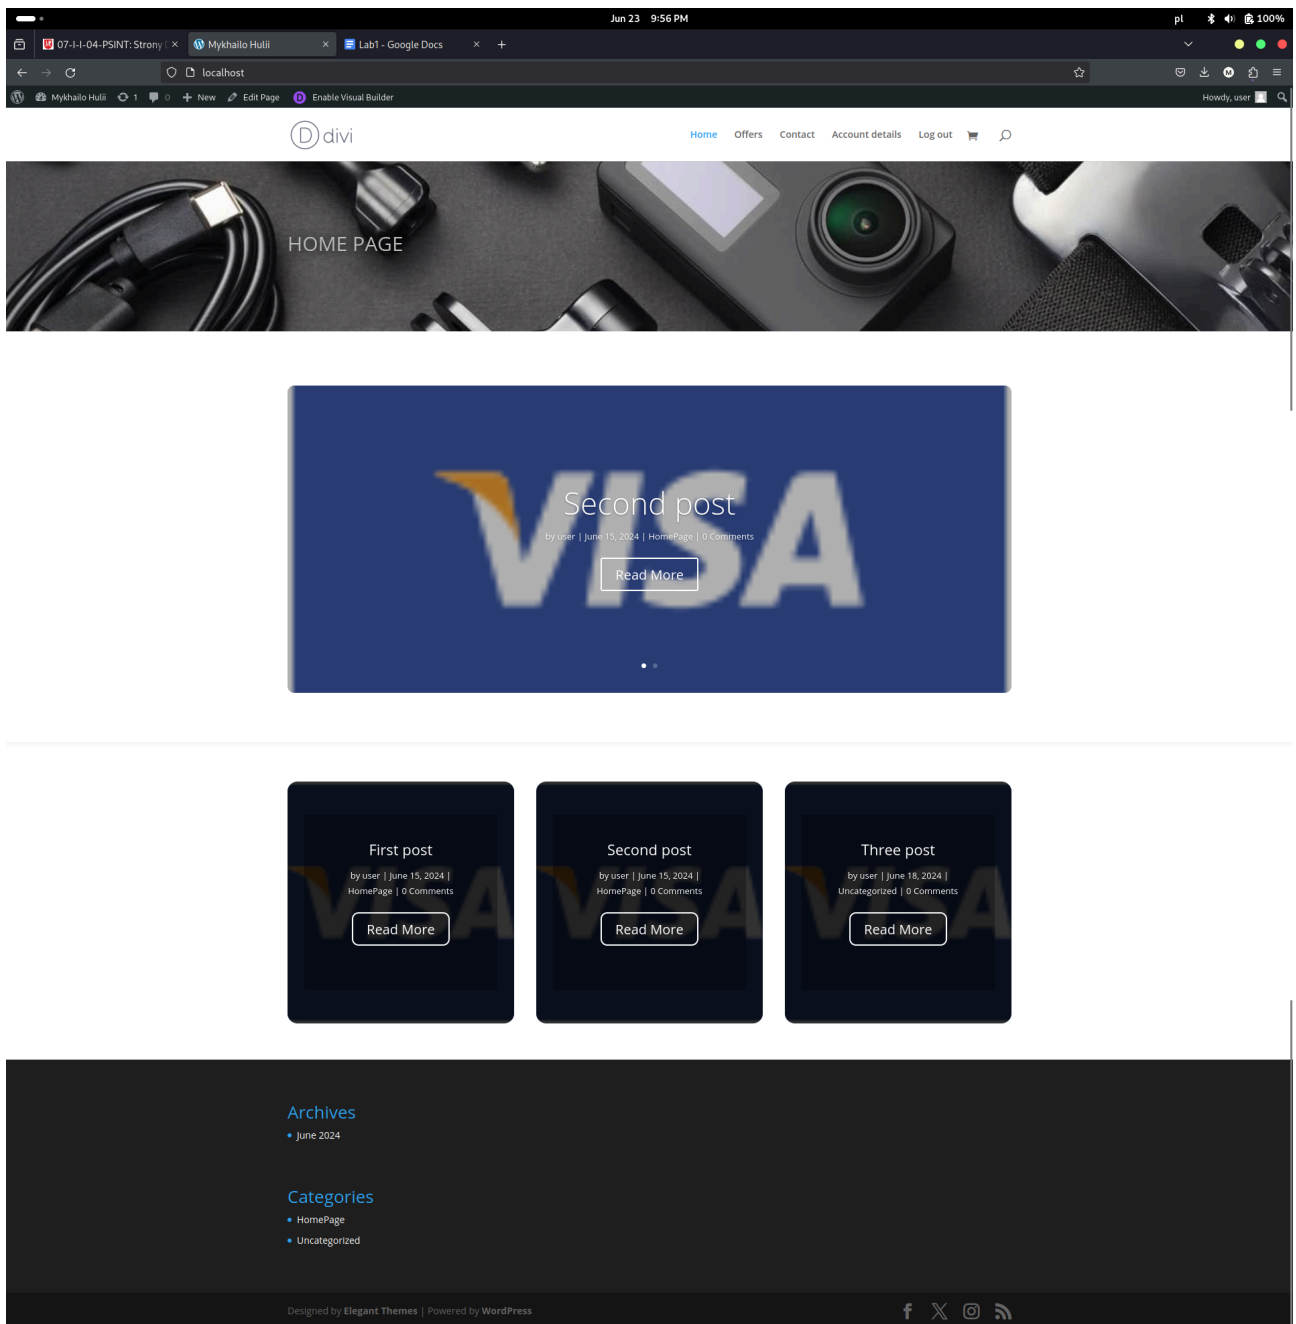 Jun 23 9:56 PM
pl 100%
07-I-I-04-PSINT: Strony
Mykhailo Hulii
Lab1 - Google Docs
localhost
Mykhailo Hulii 1 0 New Edit Page Enable Visual Builder
Howdy, user
divi
Home Offers Contact Account details Log out
HOME PAGE
VISA
Second post
by user | June 15, 2024 | HomePage | 0 Comments
Read More
First post
by user | June 15, 2024 |
HomePage | 0 Comments
VISA
Read More
Second post
by user | June 15, 2024 |
HomePage | 0 Comments
VISA
Read More
Three post
by user | June 18, 2024 |
Uncategorized | 0 Comments
VISA
Read More
Archives
June 2024
Categories
HomePage
Uncategorized
Designed by Elegant Themes | Powered by WordPress